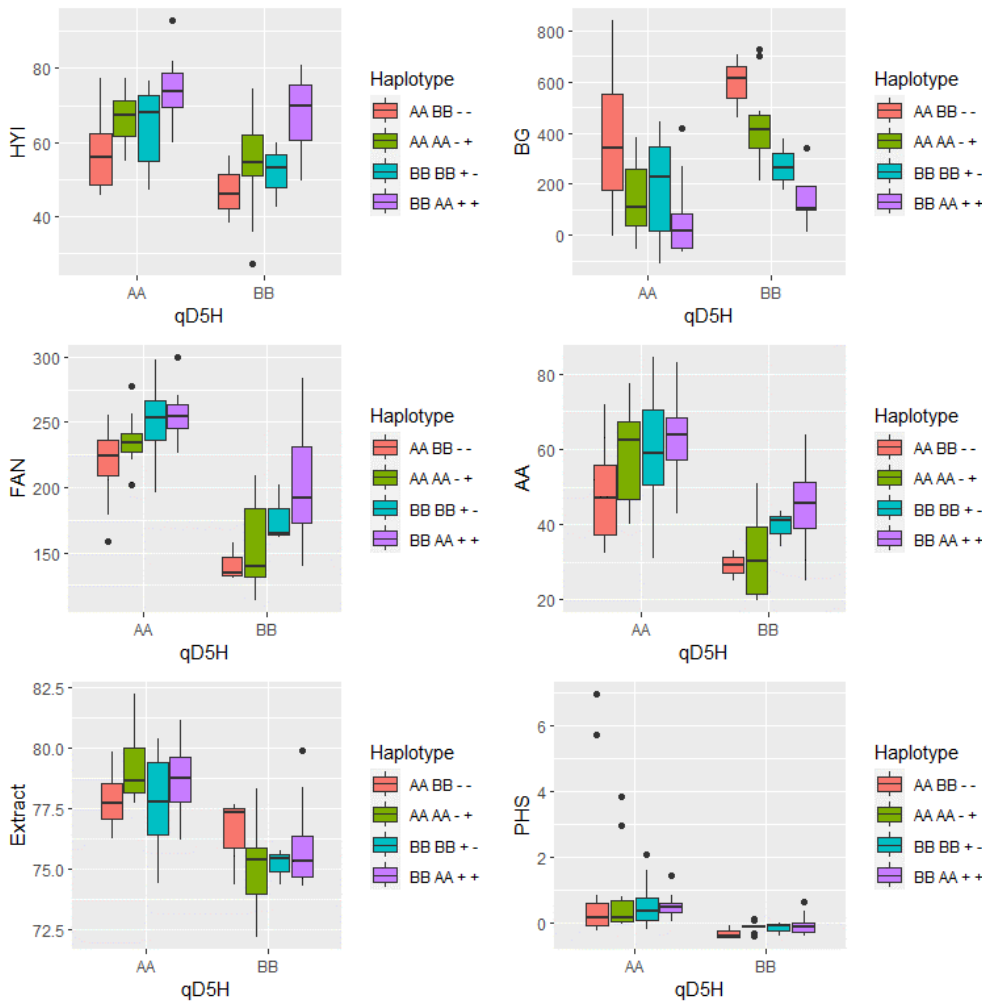 HYI
80
60
40
AA
BB
qD5H
Haplotype
AA BB - -
AA AA - +
BB BB + -
BB AA + +
BG
800
600
400
200
0
AA
BB
qD5H
Haplotype
AA BB - -
AA AA - +
BB BB + -
BB AA + +
FAN
300
250
200
150
AA
BB
qD5H
Haplotype
AA BB - -
AA AA - +
BB BB + -
BB AA + +
AA
80
60
40
20
AA
BB
qD5H
Haplotype
AA BB - -
AA AA - +
BB BB + -
BB AA + +
Extract
82.5
80.0
77.5
75.0
72.5
AA
BB
qD5H
Haplotype
AA BB - -
AA AA - +
BB BB + -
BB AA + +
PHS
6
4
2
0
AA
BB
qD5H
Haplotype
AA BB - -
AA AA - +
BB BB + -
BB AA + +